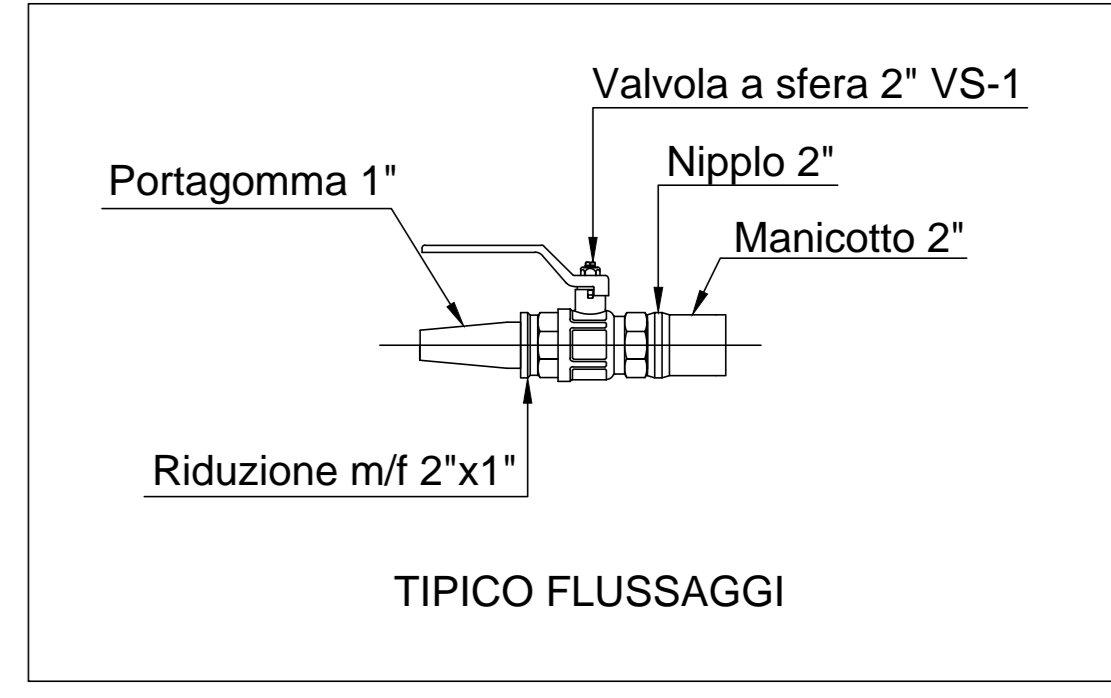 Valvola a sfera 2" VS-1
Nipplo 2"
Portagomma 1"
Manicotto 2"
Riduzione m/f 2"x1"
TIPICO FLUSSAGGI